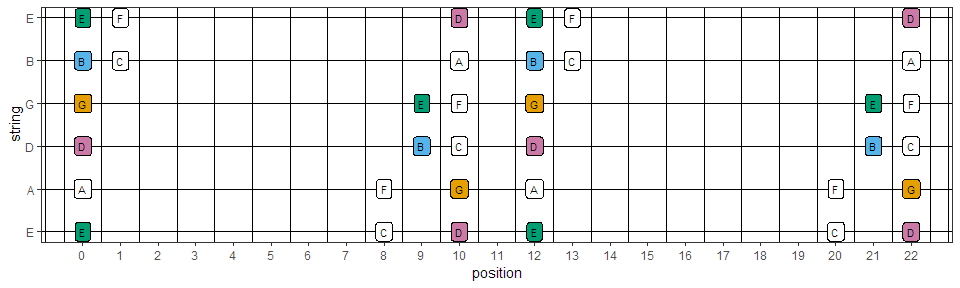 E E F D E F D
B B C A B C A
G G E F G E F
D D B C D B C
A A F G A F G
E E C D E C D
0 1 2 3 4 5 6 7 8 9 10 11 12 13 14 15 16 17 18 19 20 21 22
position
string